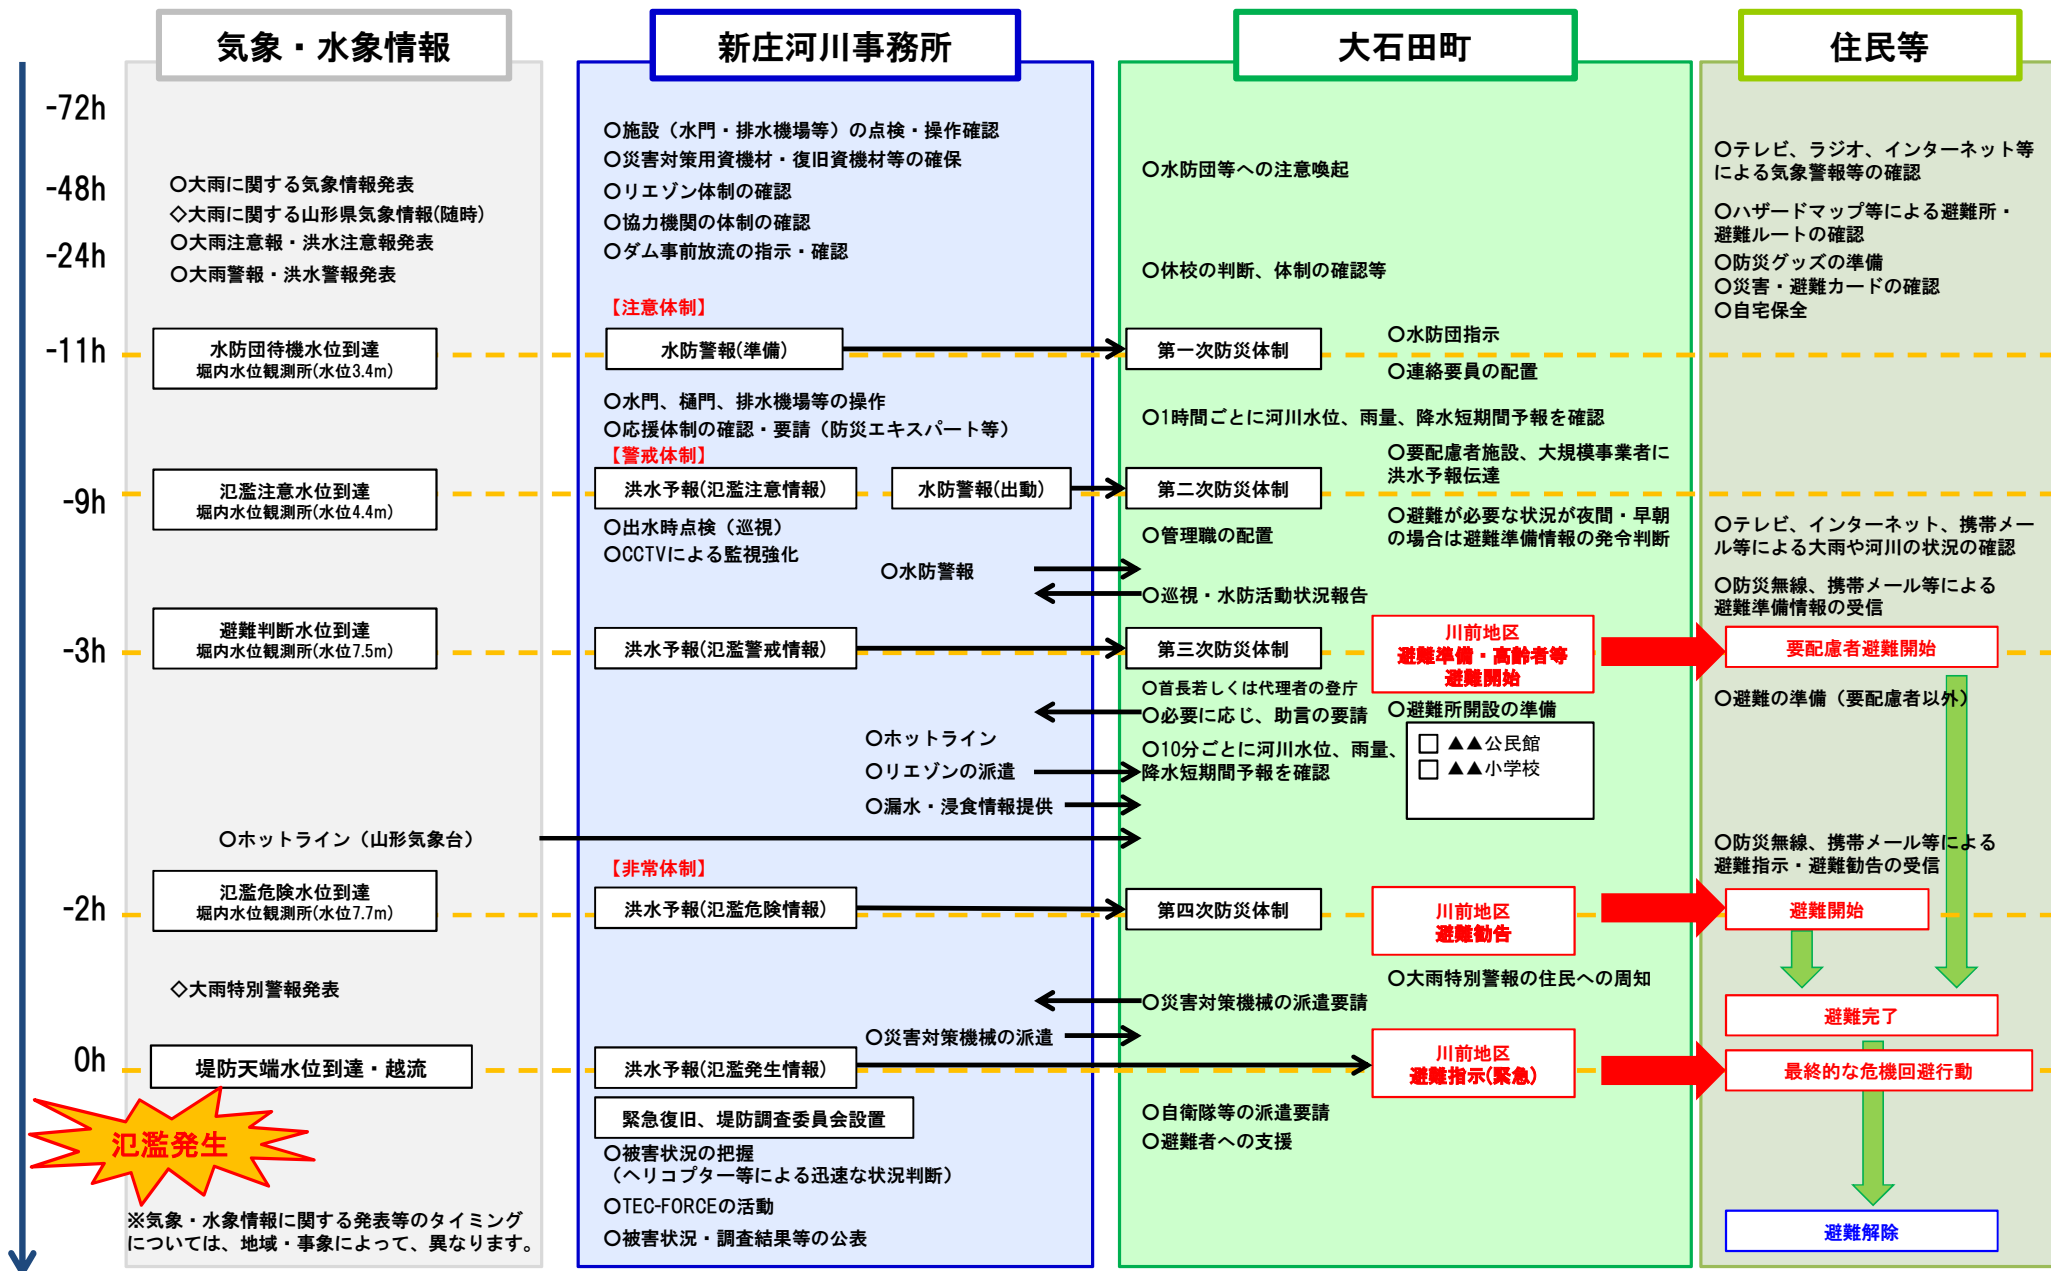 気象・水象情報
新庄河川事務所
大石田町
住民等
-72h
-48h
-24h
-11h
-9h
-3h
-2h
0h
○大雨に関する気象情報発表
◇大雨に関する山形県気象情報(随時)
○大雨注意報・洪水注意報発表
○大雨警報・洪水警報発表
水防団待機水位到達
堀内水位観測所(水位3.4m)
氾濫注意水位到達
堀内水位観測所(水位4.4m)
避難判断水位到達
堀内水位観測所(水位7.5m)
○ホットライン（山形気象台）
氾濫危険水位到達
堀内水位観測所(水位7.7m)
◇大雨特別警報発表
堤防天端水位到達・越流
氾濫発生
※気象・水象情報に関する発表等のタイミング
については、地域・事象によって、異なります。
○施設（水門・排水機場等）の点検・操作確認
○災害対策用資機材・復旧資機材等の確保
○リエゾン体制の確認
○協力機関の体制の確認
○ダム事前放流の指示・確認
【注意体制】
水防警報(準備)
○水門、樋門、排水機場等の操作
○応援体制の確認・要請（防災エキスパート等）
【警戒体制】
洪水予報(氾濫注意情報)
水防警報(出動)
○出水時点検（巡視）
○CCTVによる監視強化
○水防警報
洪水予報(氾濫警戒情報)
○ホットライン
○リエゾンの派遣
○漏水・浸食情報提供
【非常体制】
洪水予報(氾濫危険情報)
○災害対策機械の派遣
洪水予報(氾濫発生情報)
緊急復旧、堤防調査委員会設置
○被害状況の把握
（ヘリコプター等による迅速な状況判断）
○TEC-FORCEの活動
○被害状況・調査結果等の公表
○水防団等への注意喚起
○休校の判断、体制の確認等
第一次防災体制
○水防団指示
○連絡要員の配置
○1時間ごとに河川水位、雨量、降水短期間予報を確認
○要配慮者施設、大規模事業者に
洪水予報伝達
第二次防災体制
○管理職の配置
○避難が必要な状況が夜間・早朝
の場合は避難準備情報の発令判断
○巡視・水防活動状況報告
第三次防災体制
川前地区
避難準備・高齢者等
避難開始
○首長若しくは代理者の登庁
○必要に応じ、助言の要請
○避難所開設の準備
○10分ごとに河川水位、雨量、
降水短期間予報を確認
□ ▲▲公民館
□ ▲▲小学校
第四次防災体制
川前地区
避難勧告
○大雨特別警報の住民への周知
○災害対策機械の派遣要請
川前地区
避難指示(緊急)
○自衛隊等の派遣要請
○避難者への支援
○テレビ、ラジオ、インターネット等
による気象警報等の確認
○ハザードマップ等による避難所・
避難ルートの確認
○防災グッズの準備
○災害・避難カードの確認
○自宅保全
○テレビ、インターネット、携帯メー
ル等による大雨や河川の状況の確認
○防災無線、携帯メール等による
避難準備情報の受信
要配慮者避難開始
○避難の準備（要配慮者以外）
○防災無線、携帯メール等による
避難指示・避難勧告の受信
避難開始
避難完了
最終的な危機回避行動
避難解除